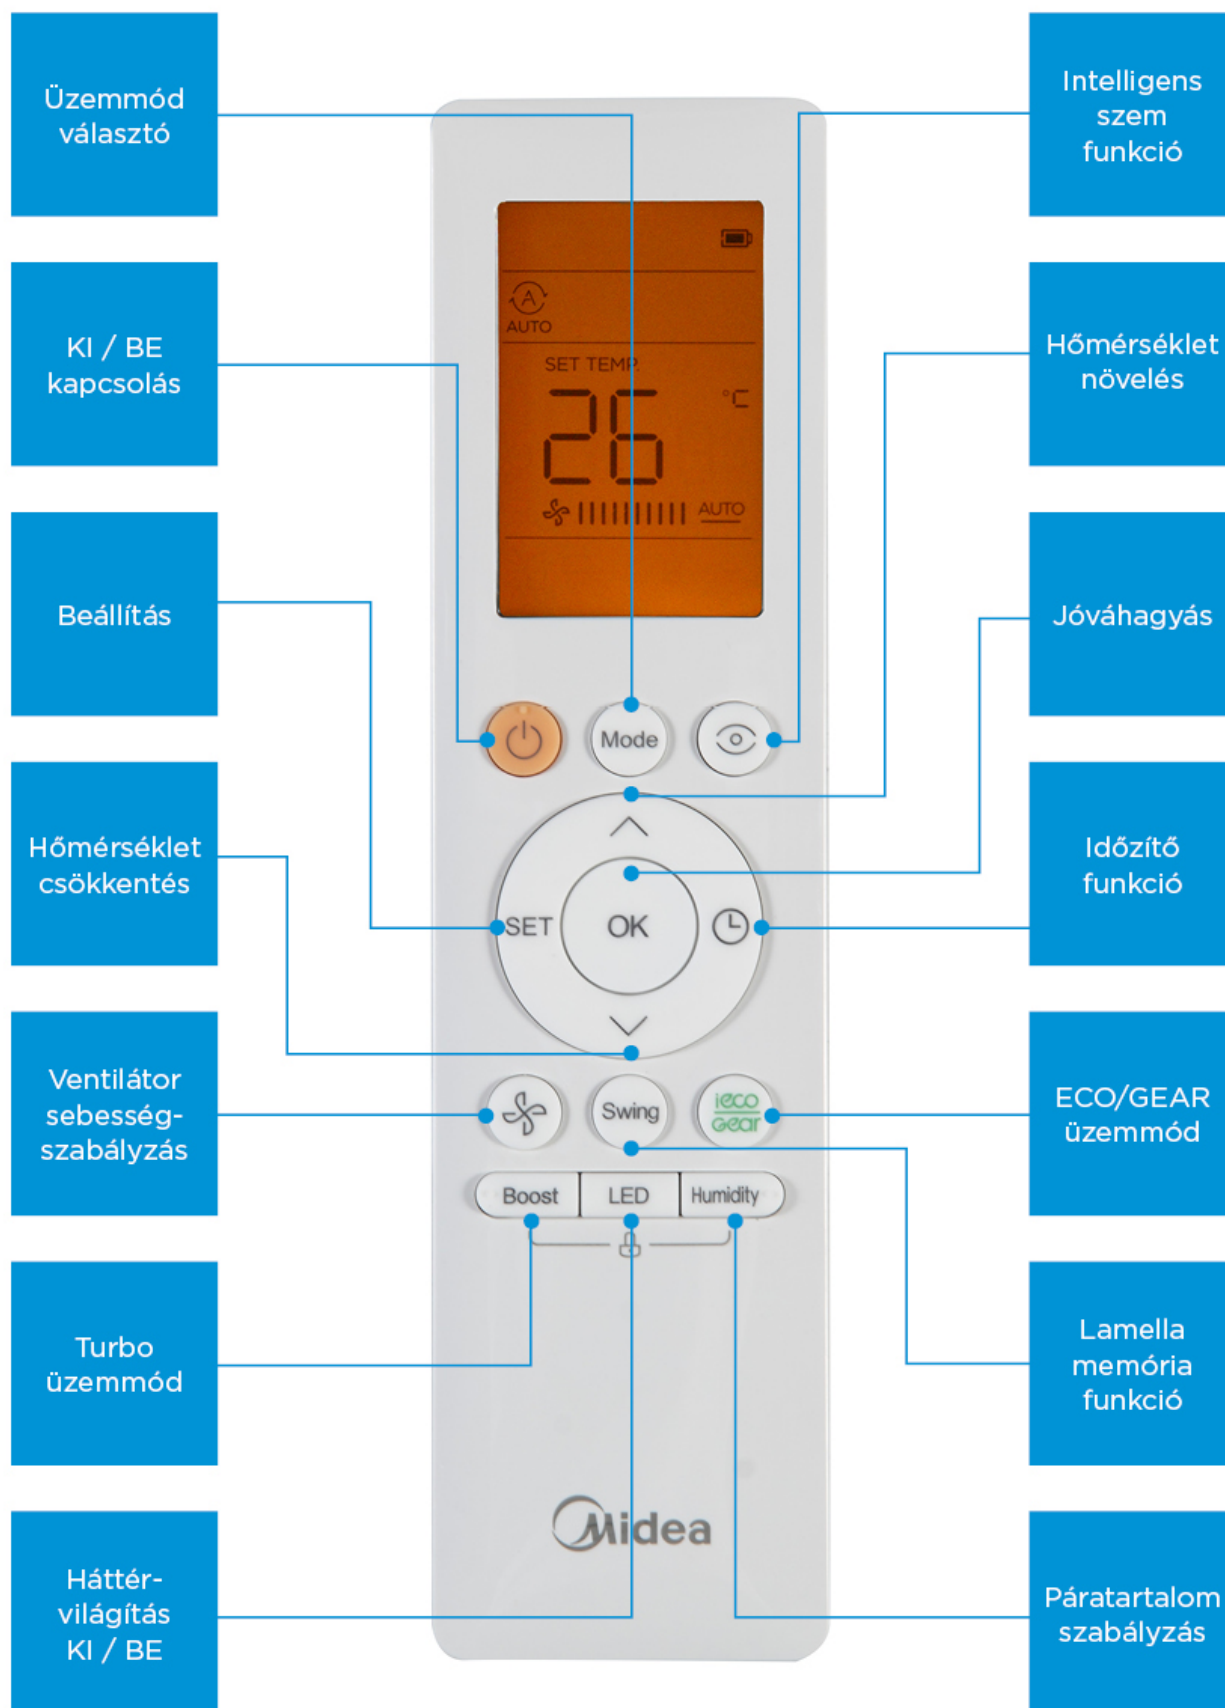 Üzemmód
választó
Intelligens
szem
funkció
KI / BE
kapcsolás
Hőmérséklet
növelés
Beállítás
Jóváhagyás
Hőmérséklet
csökkentés
Időzítő
funkció
Ventilátor
sebesség-
szabályzás
ECO/GEAR
üzemmód
Turbo
üzemmód
Lamella
memória
funkció
Háttér-
világítás
KI / BE
Páratartalom
szabályzás
A
AUTO
SET TEMP.
26 °C
AUTO
Mode
SET OK
Swing
ieco
Gear
Boost LED Humidity
Midea